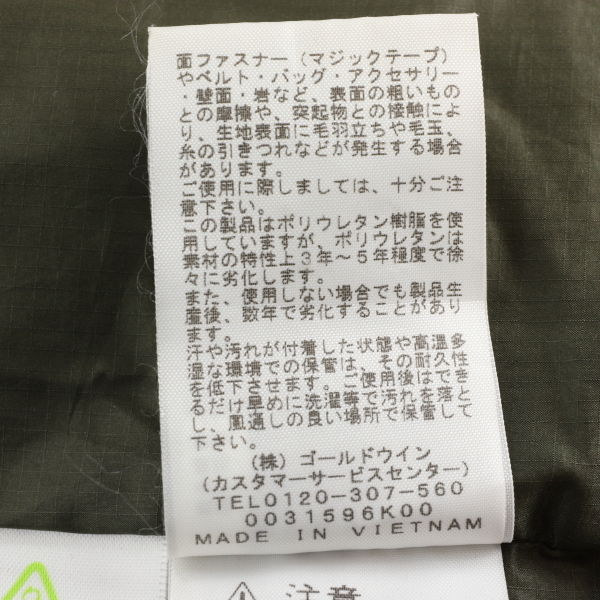 面ファスナー（マジックテープ）
やベルト・バッグ・アクセサリー
・壁面・岩など、表面の粗いもの
との摩擦や、突起物との接触によ
り、生地表面に毛羽立ちや毛玉、
糸の引きつれなどが発生する場合
があります。
ご使用に際しましては、十分ご注
意下さい。
この製品はポリウレタン樹脂を使
用していますが、ポリウレタンは
素材の特性上3年～5年程度で徐
々に劣化します。
また、使用しない場合でも製品生
産後、数年で劣化することがあり
ます。
汗や汚れが付着した状態や高温多
湿な環境での保管は、その耐久性
を低下させます。ご使用後はでき
るだけ早めに洗濯等で汚れを落と
し、風通しの良い場所で保管して
下さい。
（株）ゴールドウイン
（カスタマーサービスセンター）
TEL0120-307-560
0031596K00
MADE IN VIETNAM
注意